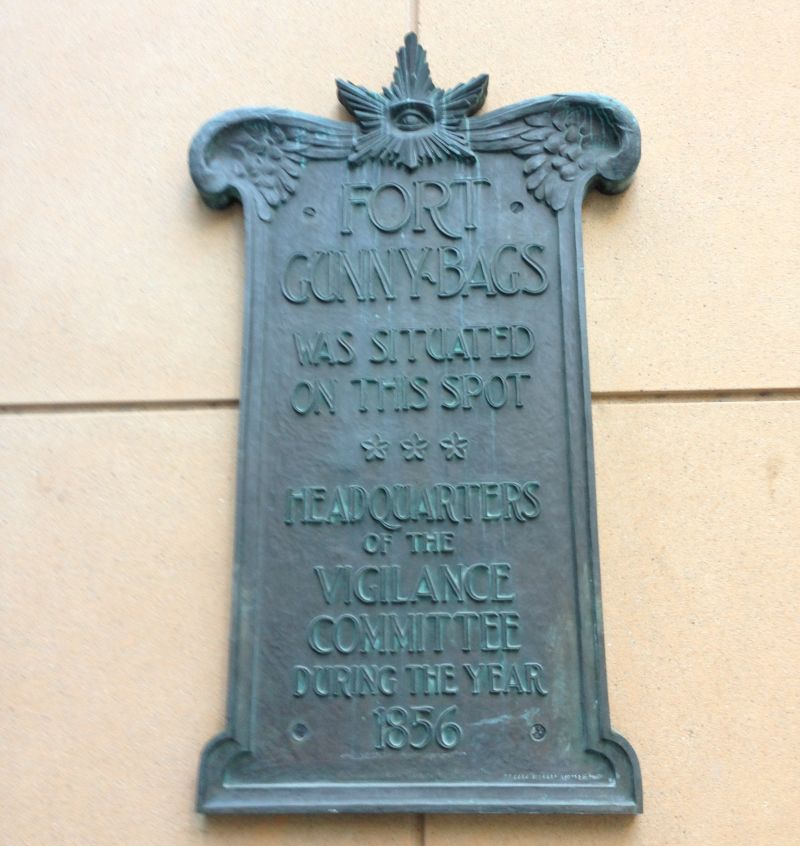 FORT
GUNNY-BAGS
WAS SITUATED
ON THIS SPOT
HEADQUARTERS
OF THE
VIGILANCE
COMMITTEE
DURING THE YEAR
1856